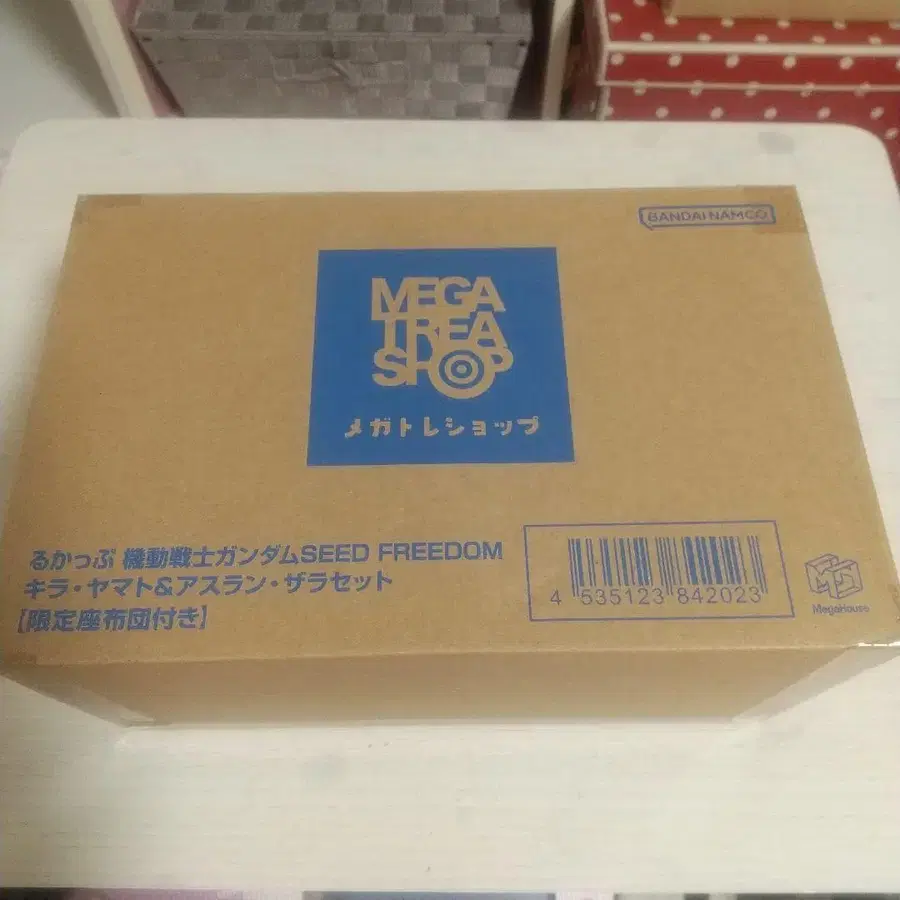 BANDAI NAMCO
MEGA
TREA
SHOP
メガトレショップ
るかっぷ 機動戦士ガンダムSEED FREEDOM
キラ・ヤマト&アスラン・ザラセット
【限定座布団付き】
4 535123 842023
MegaHouse